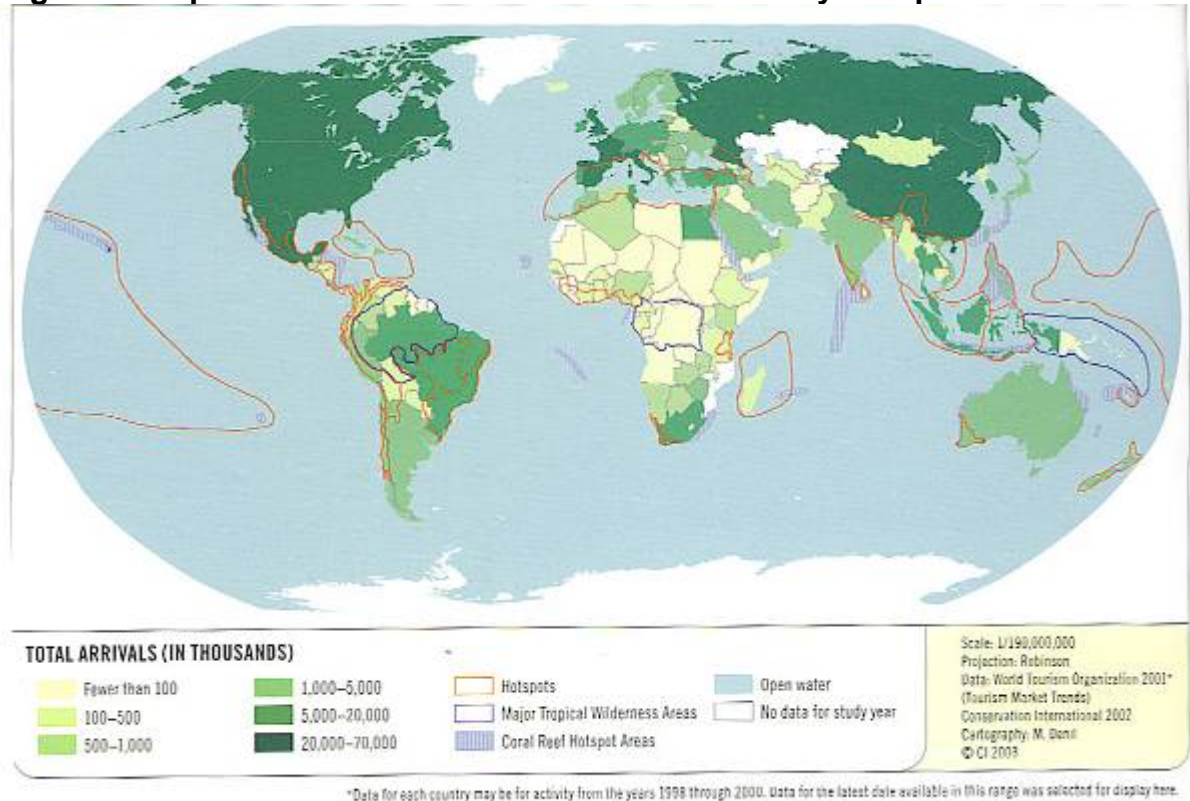 TOTAL ARRIVALS (IN THOUSANDS)
Fewer than 100
100–500
500–1,000
1,000–5,000
5,000–20,000
20,000–70,000
Hotspots
Major Tropical Wilderness Areas
Coral Reef Hotspot Areas
Open water
No data for study year
Scale: 1/190,000,000
Projection: Robinson
Data: World Tourism Organization 2001*
(Tourism Market Trends)
Conservation International 2002
Cartography: M. Denil
© CI 2003
*Data for each country may be for activity from the years 1998 through 2000. Data for the latest date available in this range was selected for display here.